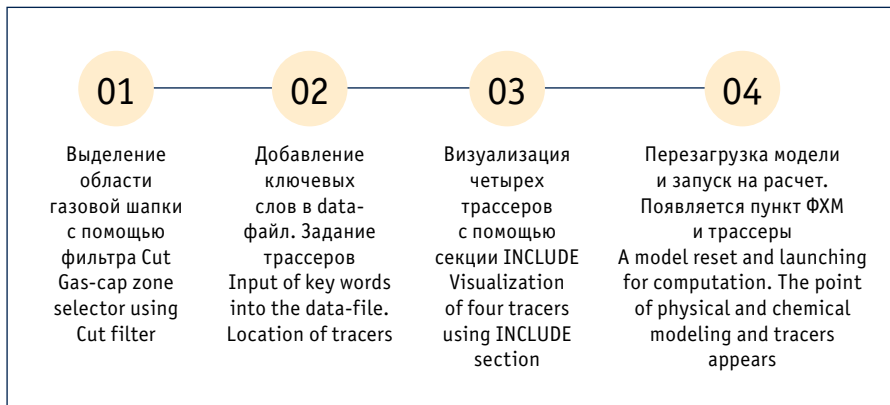 01
Выделение
области
газовой шапки
с помощью
фильтра Cut
Gas-cap zone
selector using
Cut filter
02
Добавление
ключевых
слов в data-
файл. Задание
трассеров
Input of key words
into the data-file.
Location of tracers
03
Визуализация
четырех
трассеров
с помощью
секции INCLUDE
Visualization
of four tracers
using INCLUDE
section
04
Перезагрузка модели
и запуск на расчет.
Появляется пункт ФХМ
и трассеры
A model reset and launching
for computation. The point
of physical and chemical
modeling and tracers
appears